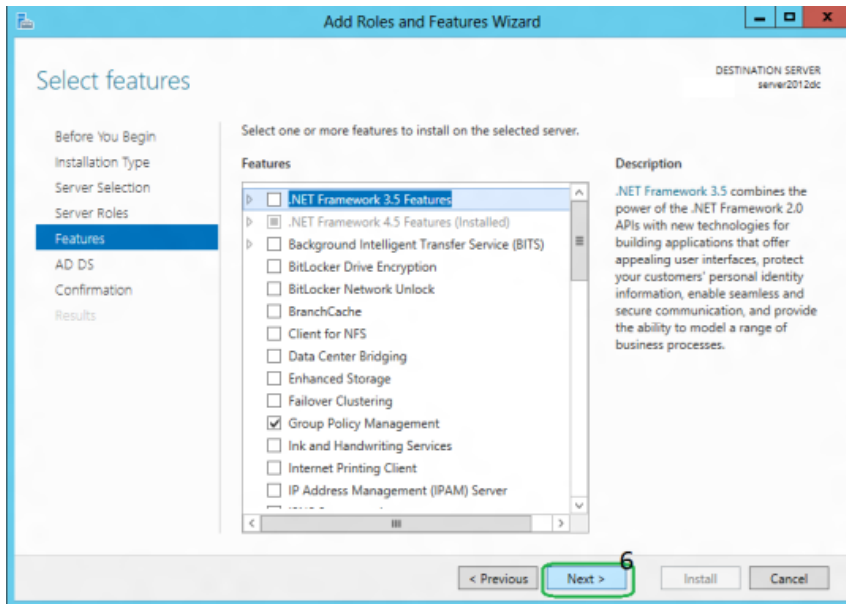 Add Roles and Features Wizard
Select features
DESTINATION SERVER
server2012dc
Before You Begin
Installation Type
Server Selection
Server Roles
Features
AD DS
Confirmation
Results
Select one or more features to install on the selected server.
Features
.NET Framework 3.5 Features
.NET Framework 4.5 Features (Installed)
Background Intelligent Transfer Service (BITS)
BitLocker Drive Encryption
BitLocker Network Unlock
BranchCache
Client for NFS
Data Center Bridging
Enhanced Storage
Failover Clustering
Group Policy Management
Ink and Handwriting Services
Internet Printing Client
IP Address Management (IPAM) Server
Description
.NET Framework 3.5 combines the
power of the .NET Framework 2.0
APIs with new technologies for
building applications that offer
appealing user interfaces, protect
your customers' personal identity
information, enable seamless and
secure communication, and provide
the ability to model a range of
business processes.
6
< Previous
Next >
Install
Cancel